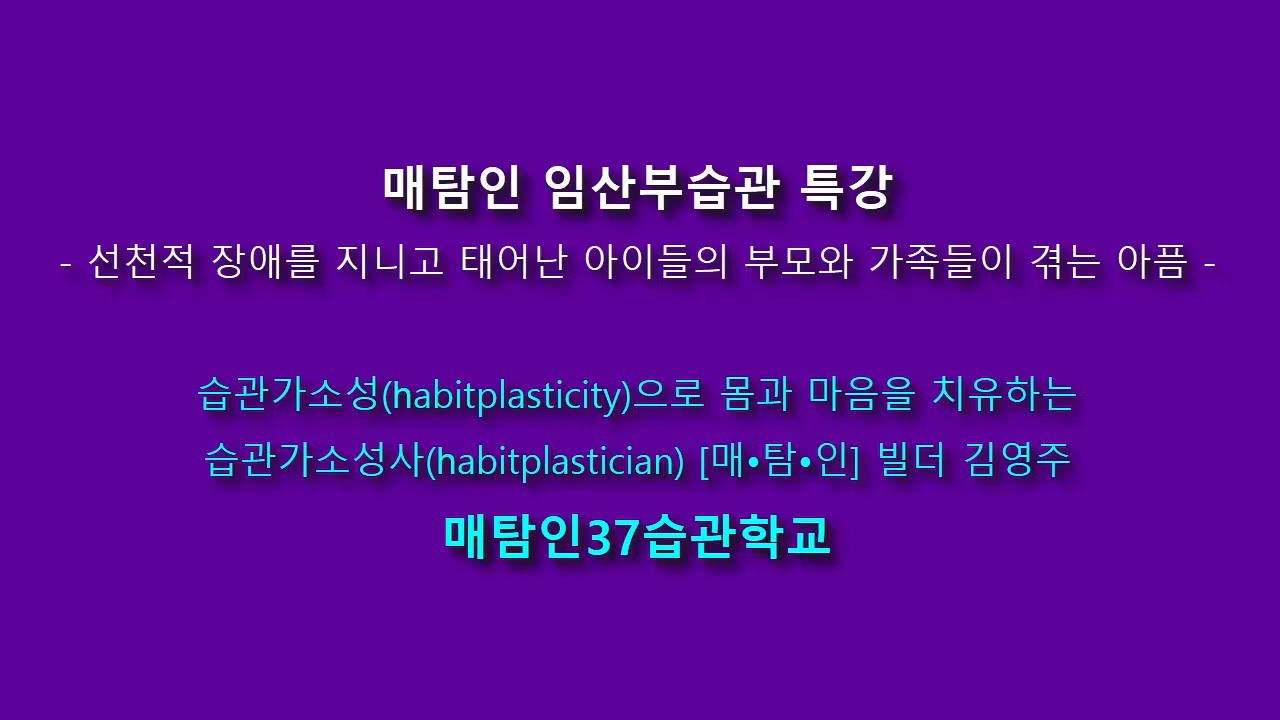 매탐인 임산부습관 특강
- 선천적 장애를 지니고 태어난 아이들의 부모와 가족들이 겪는 아픔 -
습관가소성(habitplasticity)으로 몸과 마음을 치유하는
습관가소성사(habitplastician) [매•탐•인] 빌더 김영주
매탐인37습관학교